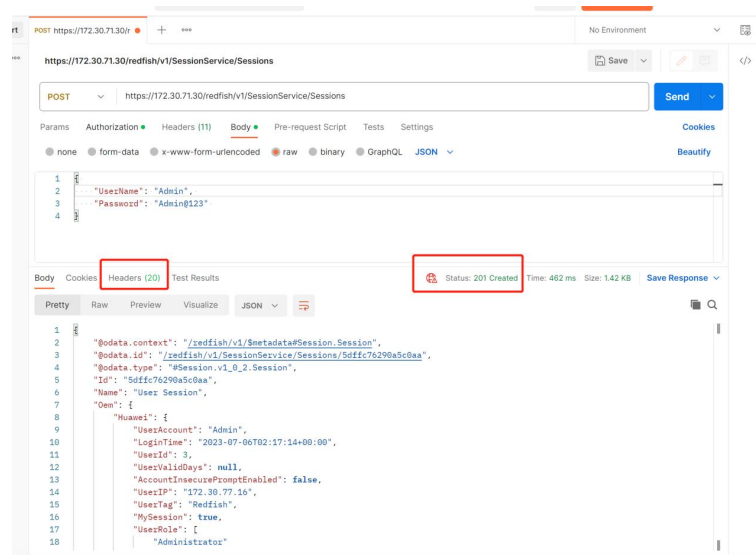 rt
POST https://172.30.71.30/r
No Environment
https://172.30.71.30/redfish/v1/SessionService/Sessions
Save
POST
https://172.30.71.30/redfish/v1/SessionService/Sessions
Send
Params Authorization Headers (11) Body Pre-request Script Tests Settings Cookies
none form-data x-www-form-urlencoded raw binary GraphQL JSON Beautify
1 {
2 "UserName": "Admin",
3 "Password": "Admin@123"
4 }
Body Cookies Headers (20) Test Results Status: 201 Created Time: 462 ms Size: 1.42 KB Save Response
Pretty Raw Preview Visualize JSON
1 {
2 "@odata.context": "/redfish/v1/$metadata#Session.Session",
3 "@odata.id": "/redfish/v1/SessionService/Sessions/5dffc76290a5c0aa",
4 "@odata.type": "#Session.v1_0_2.Session",
5 "Id": "5dffc76290a5c0aa",
6 "Name": "User Session",
7 "Oem": {
8 "Huawei": {
9 "UserAccount": "Admin",
10 "LoginTime": "2023-07-06T02:17:14+00:00",
11 "UserId": 3,
12 "UserValidDays": null,
13 "AccountInsecurePromptEnabled": false,
14 "UserIP": "172.30.77.16",
15 "UserTag": "Redfish",
16 "MySession": true,
17 "UserRole": [
18 "Administrator"